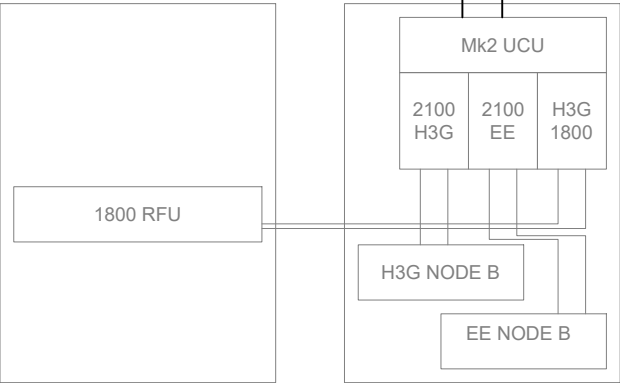 Mk2 UCU
2100
H3G
2100
EE
H3G
1800
1800 RFU
H3G NODE B
EE NODE B